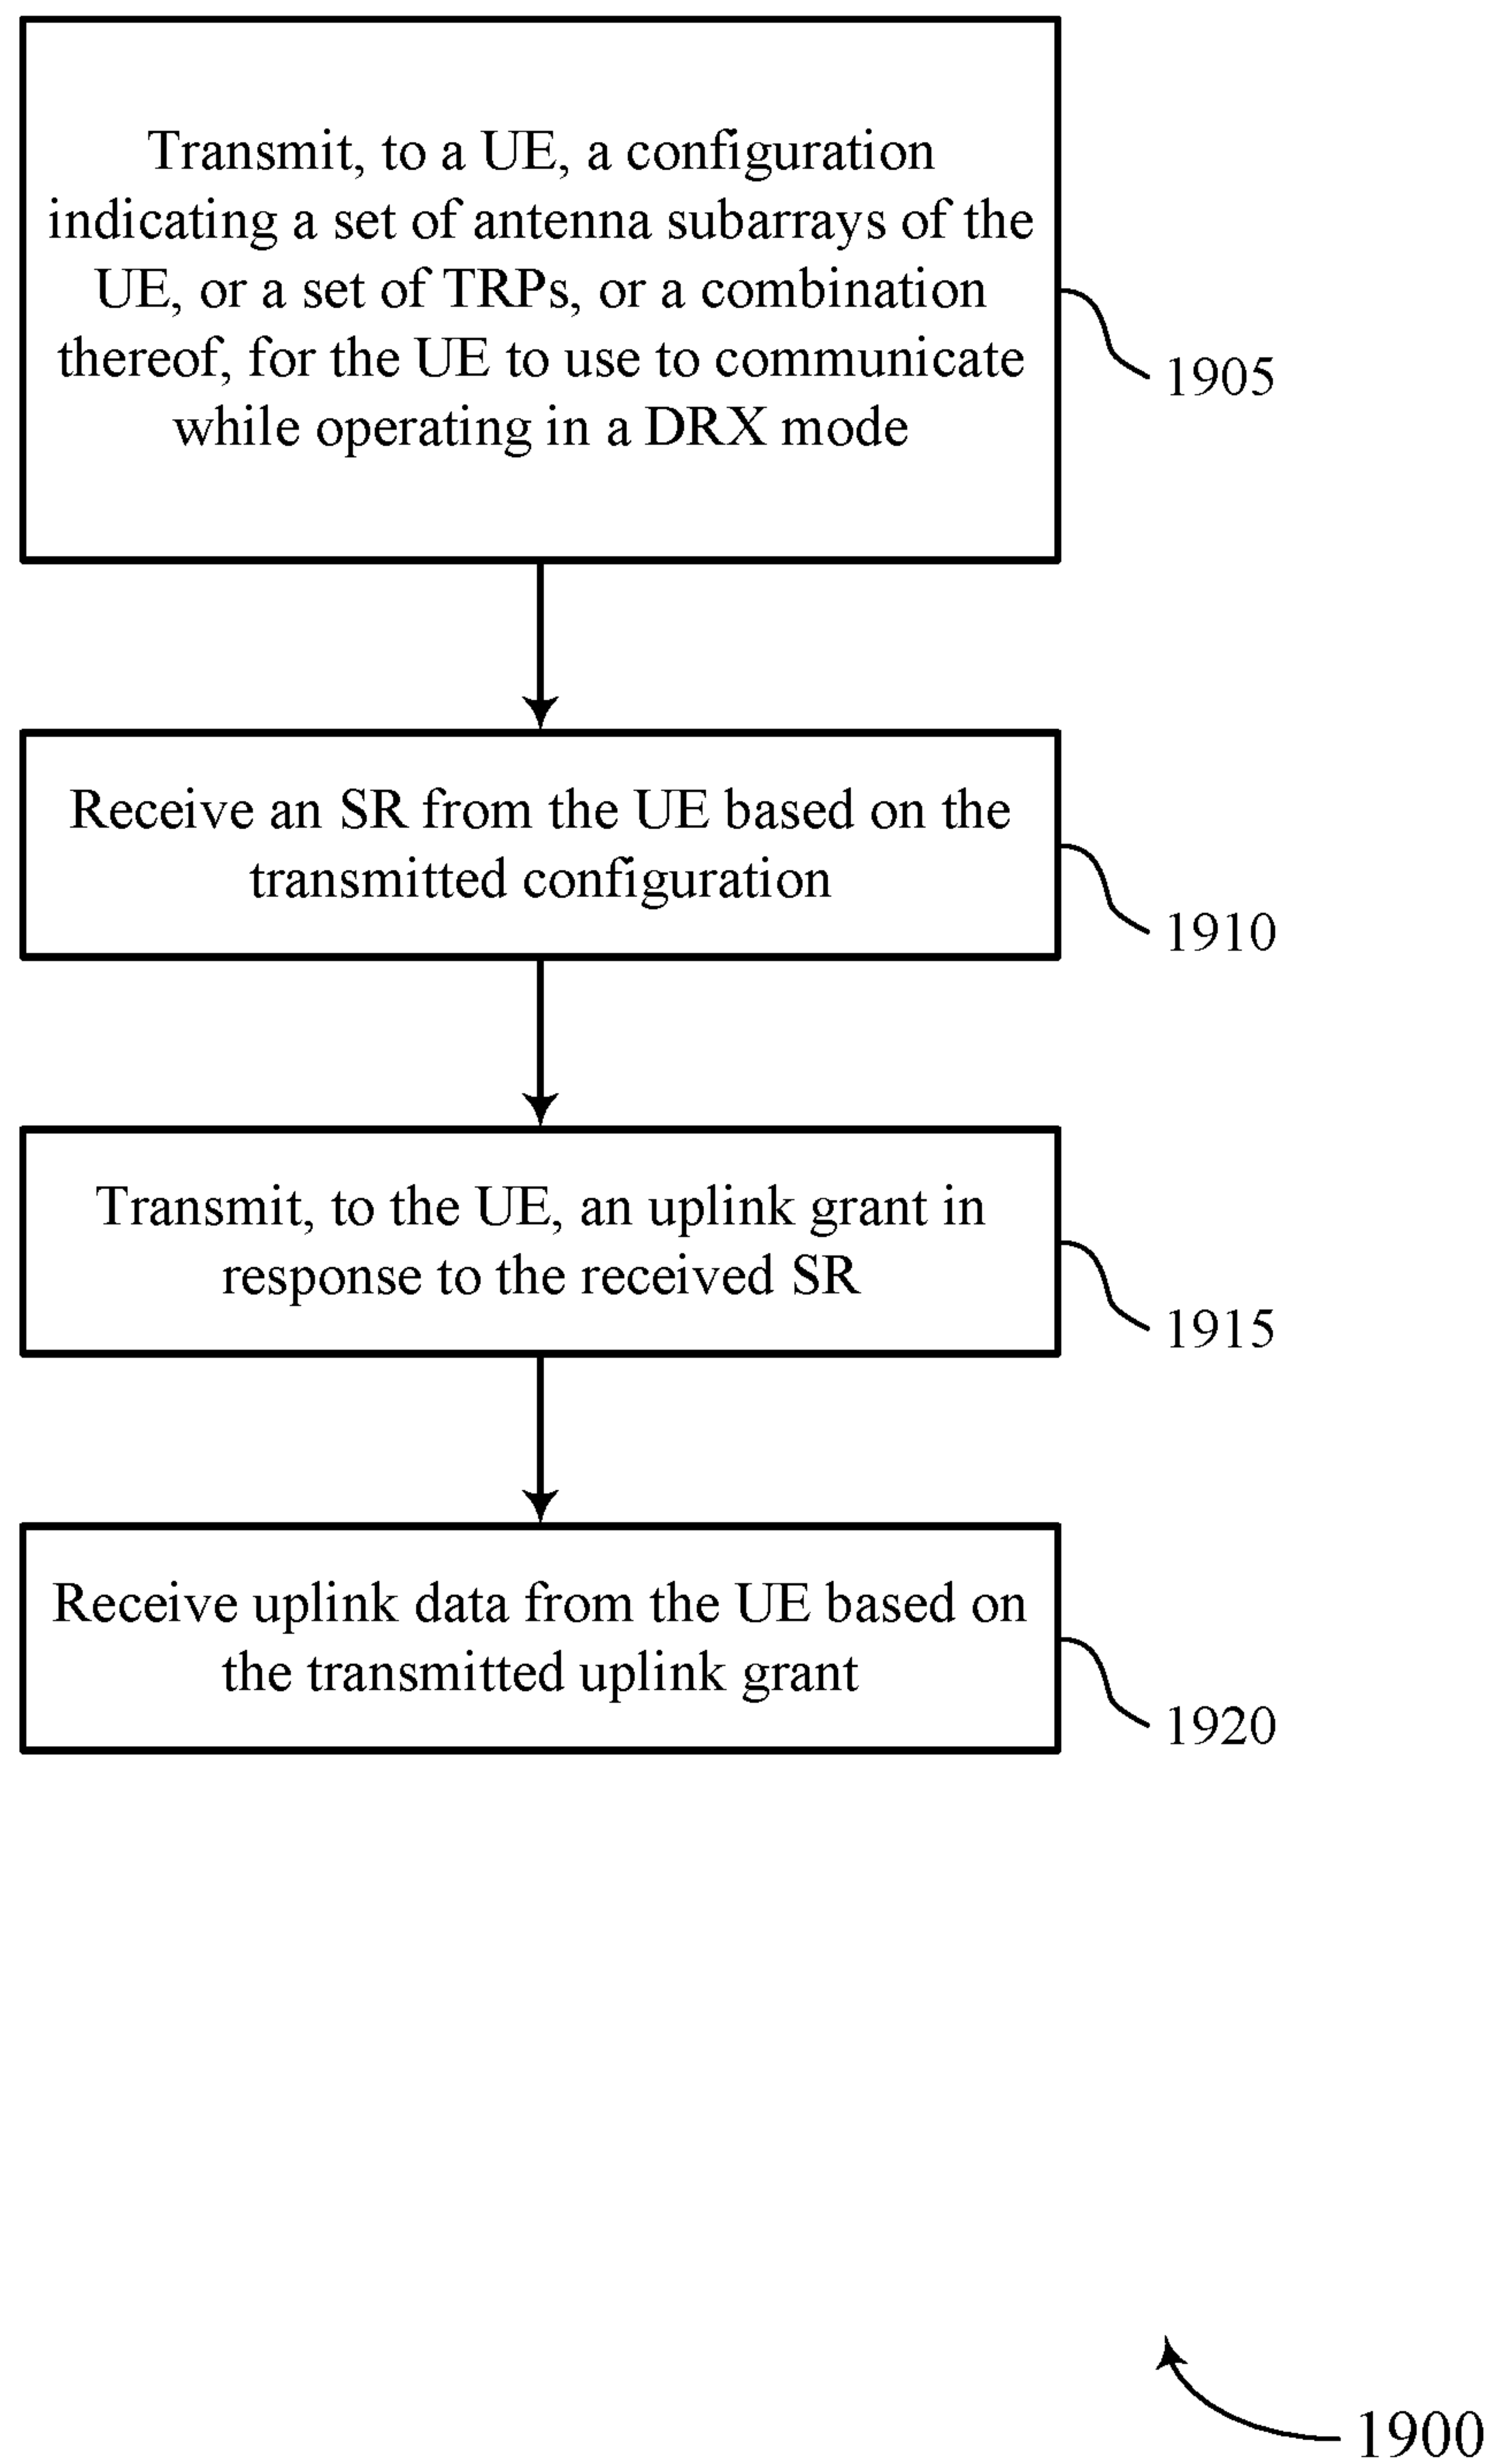 Transmit, to a UE, a configuration
indicating a set of antenna subarrays of the
UE, or a set of TRPs, or a combination
thereof, for the UE to use to communicate
while operating in a DRX mode
1905
Receive an SR from the UE based on the
transmitted configuration
1910
Transmit, to the UE, an uplink grant in
response to the received SR
1915
Receive uplink data from the UE based on
the transmitted uplink grant
1920
1900